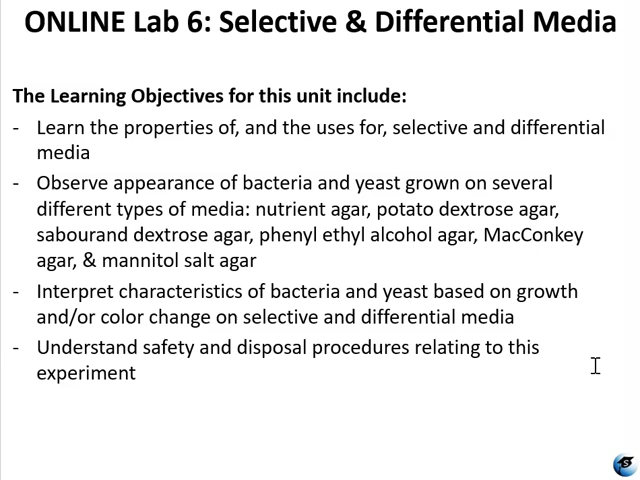 ONLINE Lab 6: Selective & Differential Media
The Learning Objectives for this unit include:
- Learn the properties of, and the uses for, selective and differential
media
- Observe appearance of bacteria and yeast grown on several
different types of media: nutrient agar, potato dextrose agar,
sabourand dextrose agar, phenyl ethyl alcohol agar, MacConkey
agar, & mannitol salt agar
- Interpret characteristics of bacteria and yeast based on growth
and/or color change on selective and differential media
- Understand safety and disposal procedures relating to this
experiment
S